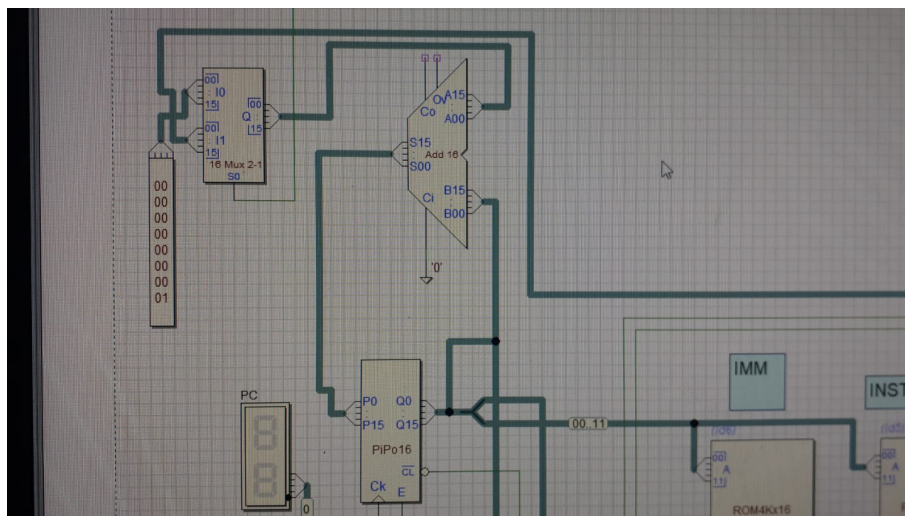 00
I0
15
00
I1
15
Q
00
15
16 Mux 2-1
S0
00
00
00
00
00
00
00
01
Co
Ov
A15
A00
S15
S00
Add 16
B15
B00
Ci
'0'
PC
0
P0
P15
Q0
Q15
PiPo16
CL
Ck
E
00..11
IMM
INST
00
A
11
ROM4Kx16
00
A
11